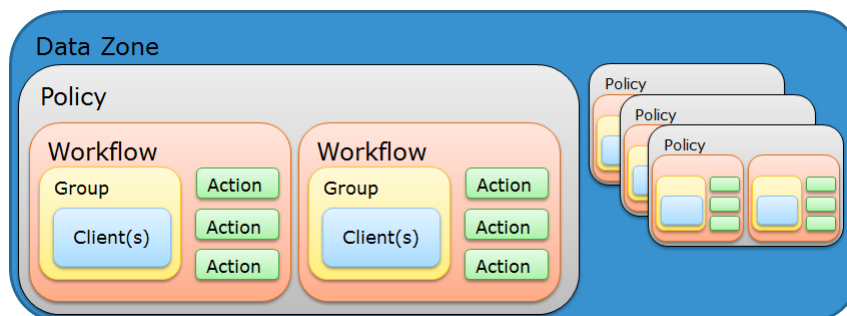 Data Zone
Policy
Workflow
Group
Client(s)
Action
Action
Action
Workflow
Group
Client(s)
Action
Action
Action
Policy
Policy
Policy